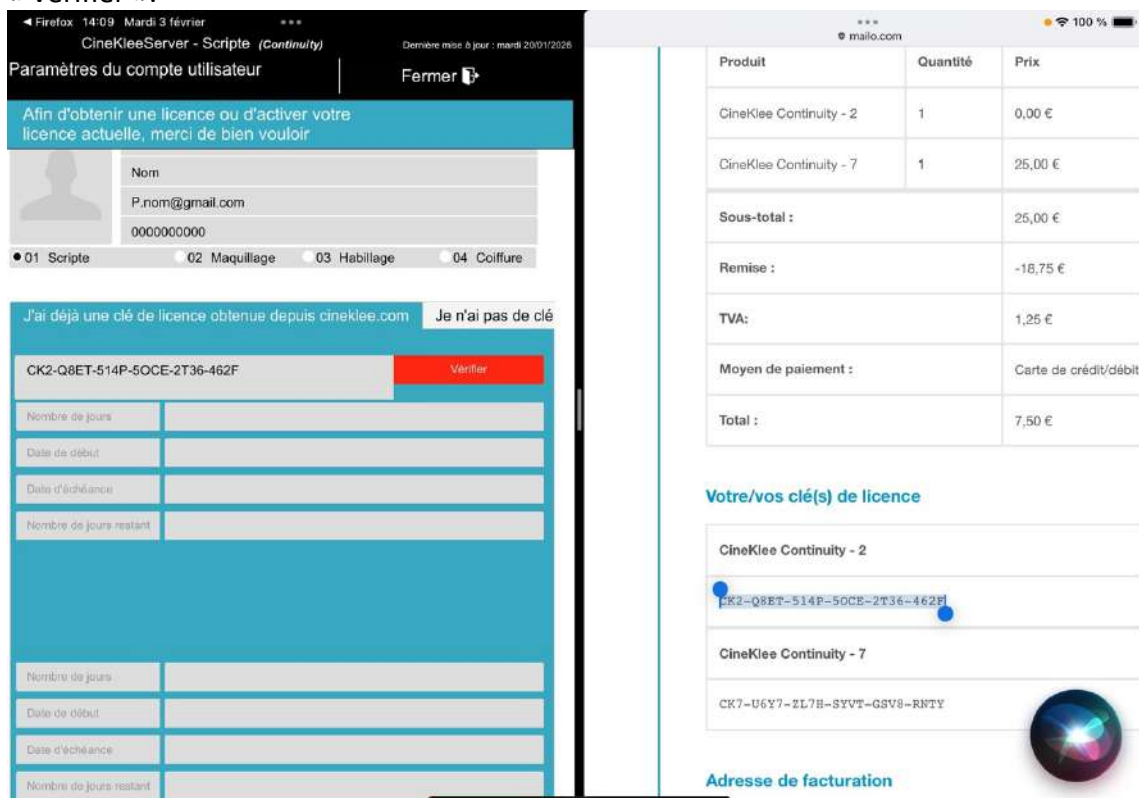 « Vérifier ».
◄ Firefox 14:09 Mardi 3 février
CineKleeServer - Scripte (Continuity)
Dernière mise à jour : mardi 20/01/2026
Paramètres du compte utilisateur
Fermer
Afin d'obtenir une licence ou d'activer votre
licence actuelle, merci de bien vouloir
Nom
P.nom@gmail.com
0000000000
01 Scripte 02 Maquillage 03 Habillage 04 Coiffure
J'ai déjà une clé de licence obtenue depuis cineklee.com
Je n'ai pas de clé
CK2-Q8ET-514P-5OCE-2T36-462F
Vérifier
Nombre de jours
Date de début
Date d'échéance
Nombre de jours restant
Nombre de jours
Date de début
Date d'échéance
Nombre de jours restant
100 %
mailo.com
Produit Quantité Prix
CineKlee Continuity - 2 1 0,00 €
CineKlee Continuity - 7 1 25,00 €
Sous-total : 25,00 €
Remise : -18,75 €
TVA: 1,25 €
Moyen de paiement : Carte de crédit/débit
Total : 7,50 €
Votre/vos clé(s) de licence
CineKlee Continuity - 2
CK2-Q8ET-514P-5OCE-2T36-462F
CineKlee Continuity - 7
CK7-U6Y7-ZL7H-SYVT-GSV8-RNTY
Adresse de facturation